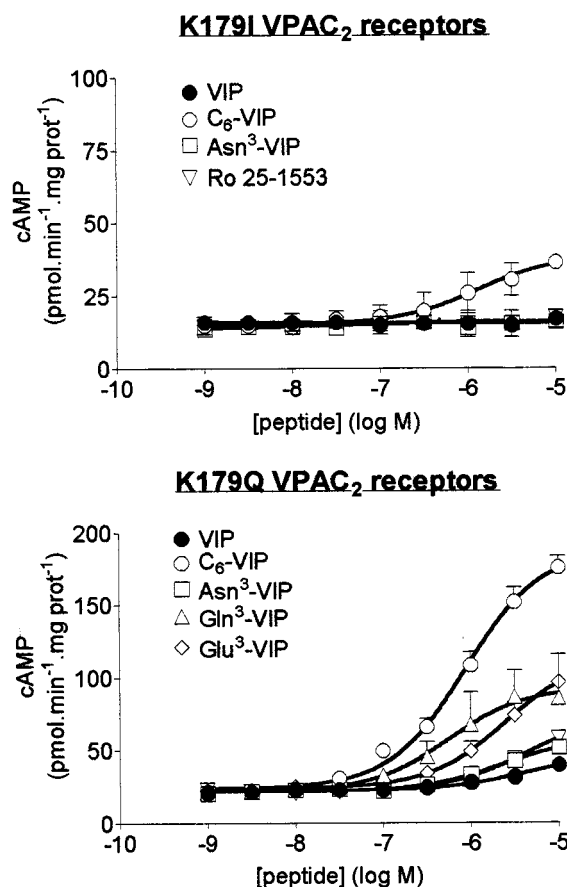 K179I VPAC₂ receptors
100
75
50
25
0
cAMP
(pmol.min⁻¹.mg prot⁻¹)
VIP
C₆-VIP
Asn³-VIP
Ro 25-1553
-10 -9 -8 -7 -6 -5
[peptide] (log M)
K179Q VPAC₂ receptors
200
150
100
50
0
cAMP
(pmol.min⁻¹.mg prot⁻¹)
VIP
C₆-VIP
Asn³-VIP
Gln³-VIP
Glu³-VIP
-10 -9 -8 -7 -6 -5
[peptide] (log M)